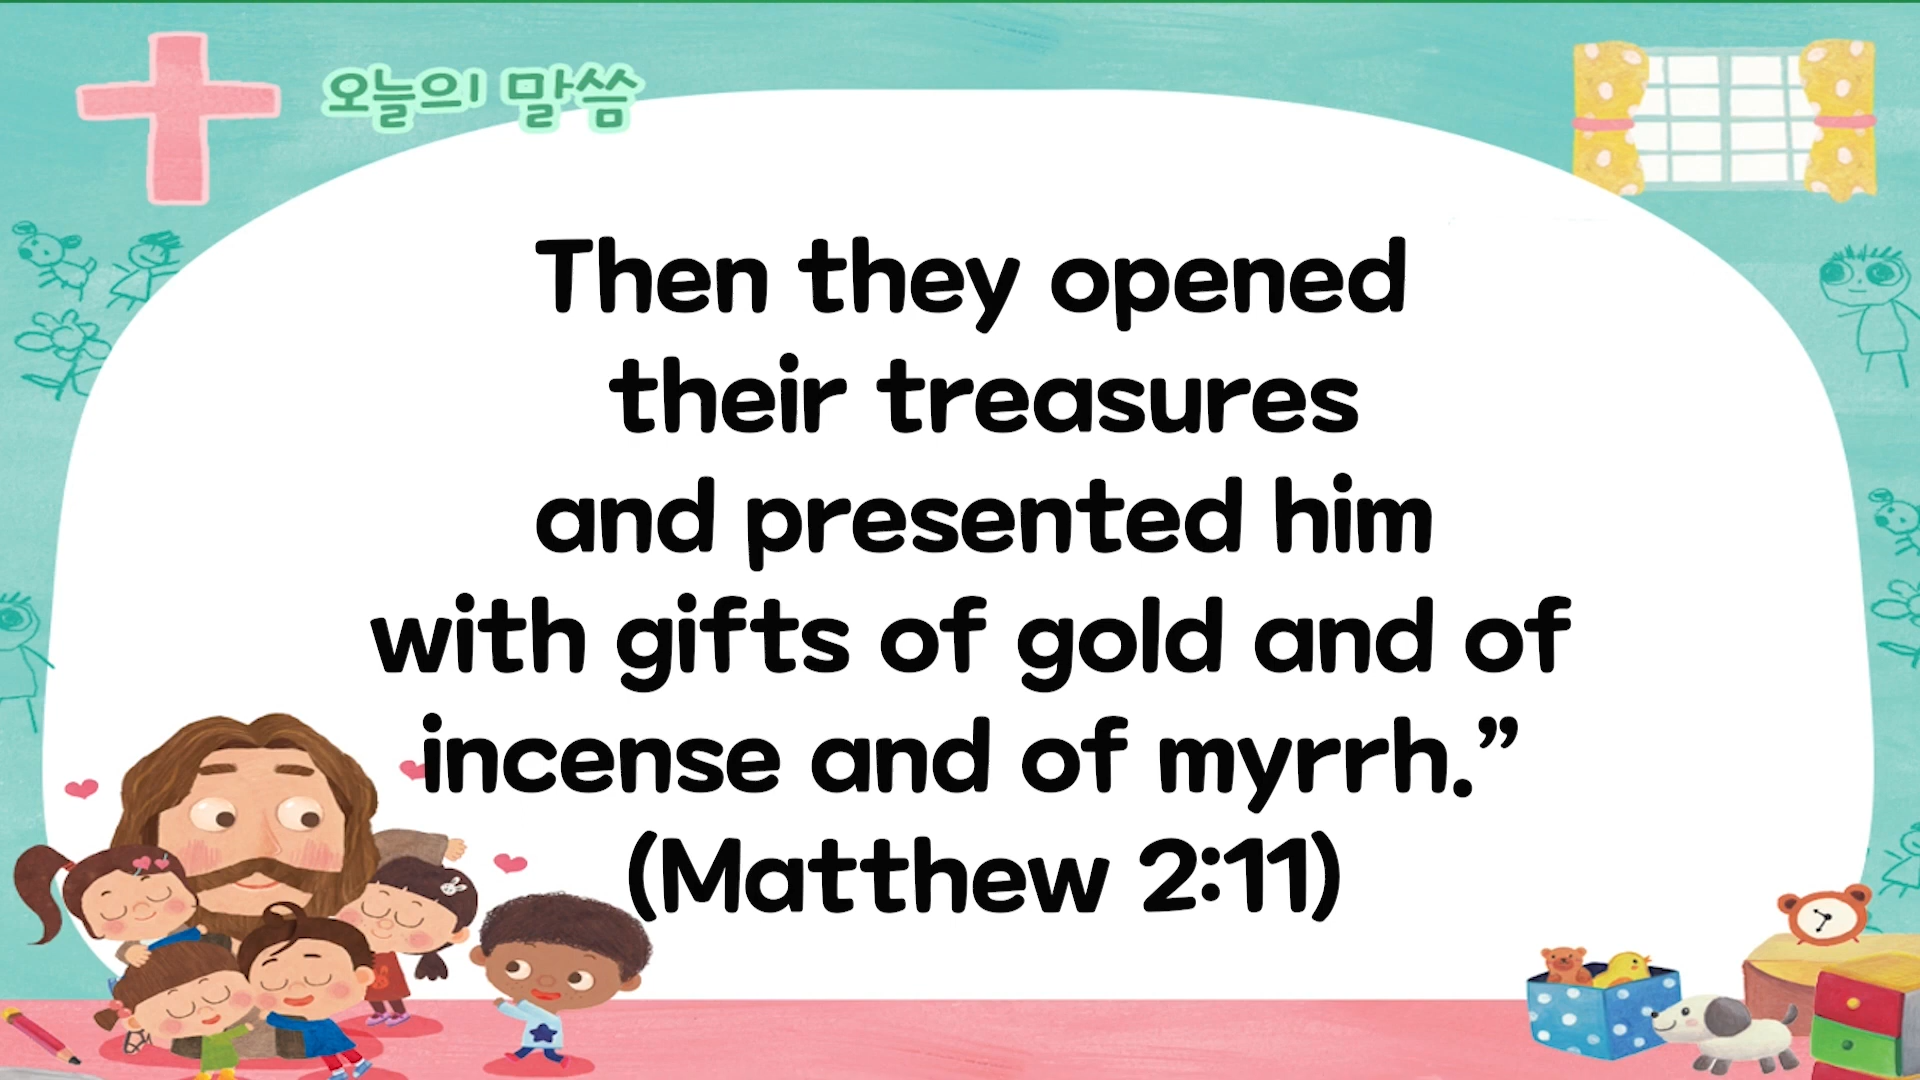 오늘의 말씀
Then they opened
their treasures
and presented him
with gifts of gold and of
incense and of myrrh.”
(Matthew 2:11)